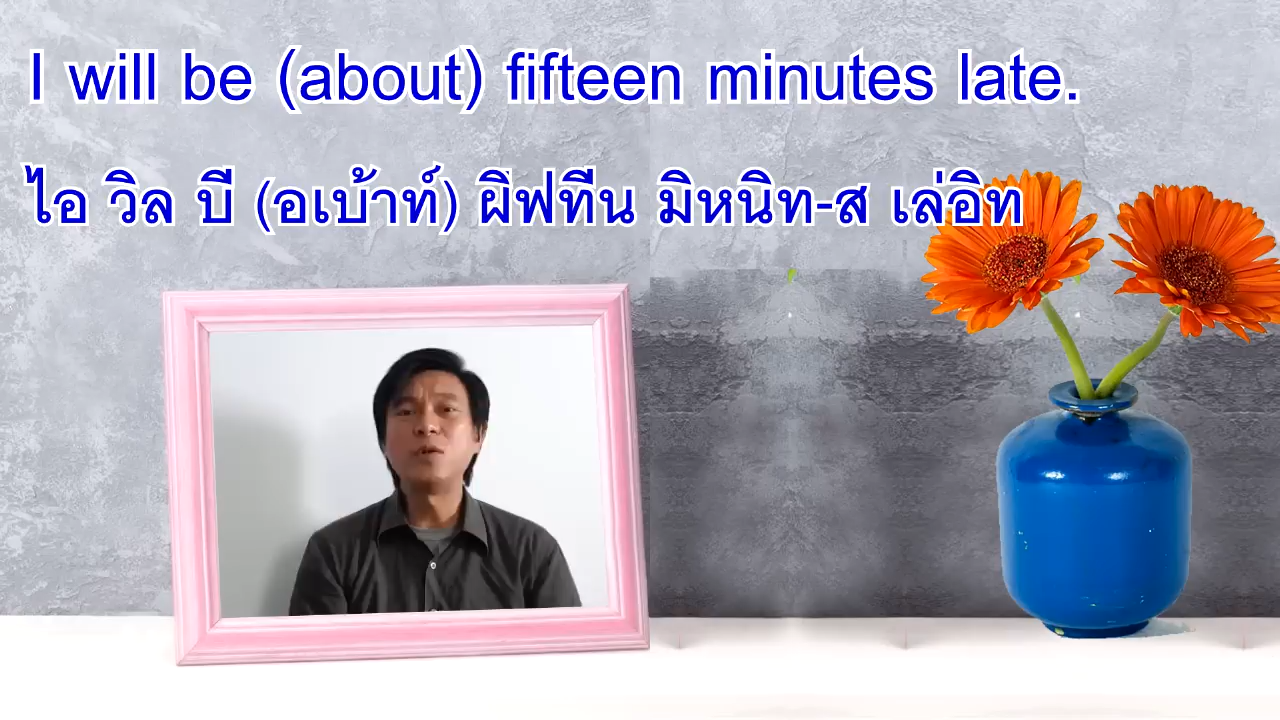 I will be (about) fifteen minutes late.
ไอ วิล บี (อเบ้าท์) ฝิฟทีน มิหนิท-ส เล่อิท